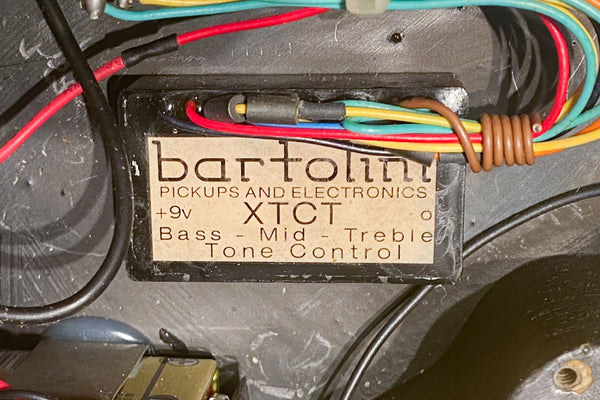 bartolini
PICKUPS AND ELECTRONICS
+9v XTCT o
Bass - Mid - Treble
Tone Control